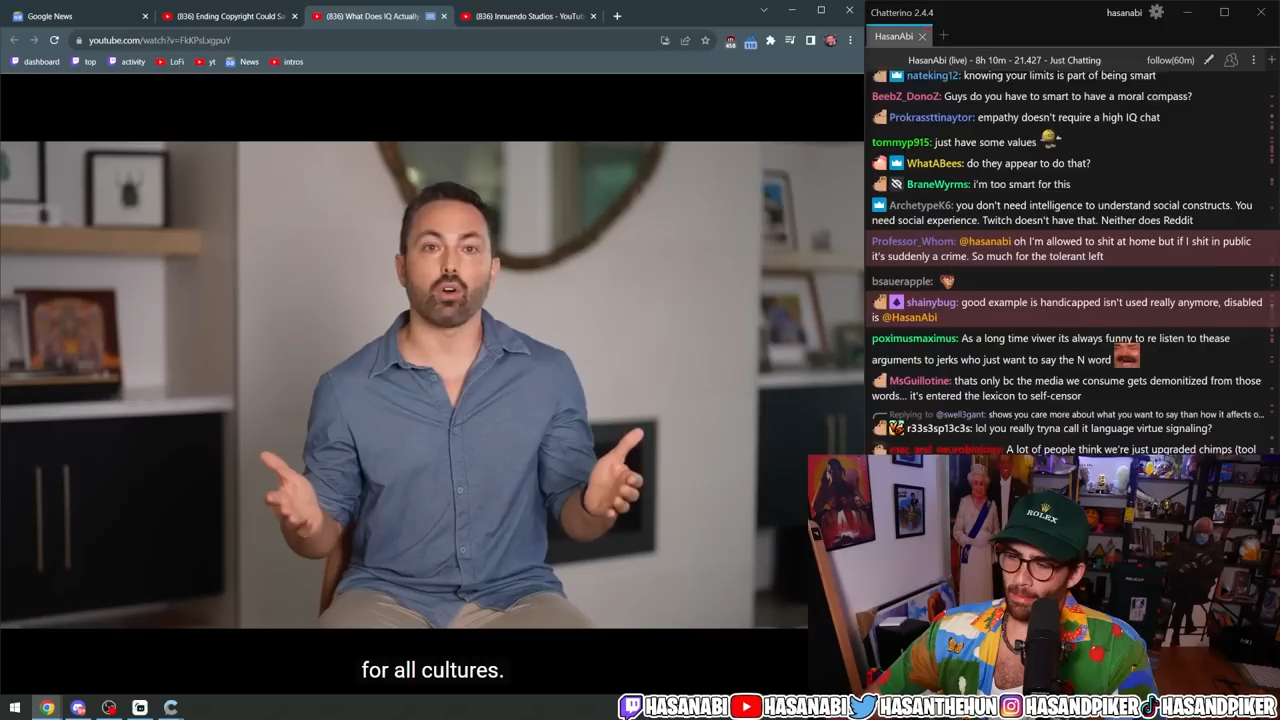 Google News
(836) Ending Copyright Could Sa
(836) What Does IQ Actually
(836) Innuendo Studios - YouTub
Chatterino 2.4.4
hasanabi
youtube.com/watch?v=FkKPsLxgpuY
458
110
HasanAbi
dashboard
top
activity
LoFi
yt
News
intros
HasanAbi (live) - 8h 10m - 21.427 - Just Chatting
follow(60m)
nateking12: knowing your limits is part of being smart
BeebZ_DonoZ: Guys do you have to smart to have a moral compass?
Prokrassttinaytor: empathy doesn't require a high IQ chat
tommyp915: just have some values
WhatABees: do they appear to do that?
BraneWyrms: i'm too smart for this
ArchetypeK6: you don't need intelligence to understand social constructs. You
need social experience. Twitch doesn't have that. Neither does Reddit
Professor_Whom: @hasanabi oh I'm allowed to shit at home but if I shit in public
it's suddenly a crime. So much for the tolerant left
bsauerapple:
shainybug: good example is handicapped isn't used really anymore, disabled
is @HasanAbi
poximusmaximus: As a long time viwer its always funny to re listen to thease
arguments to jerks who just want to say the N word
MsGuillotine: thats only bc the media we consume gets demonitized from those
words... it's entered the lexicon to self-censor
Replying to @swell3gant: shows you care more about what you want to say than how it affects o...
r33s3sp13c3s: lol you really tryna call it language virtue signaling?
A lot of people think we're just upgraded chimps (tool
ROLEX
for all cultures.
HASANABI
HASANABI
HASANTHEHUN
HASANDPIKER
HASANDPIKER